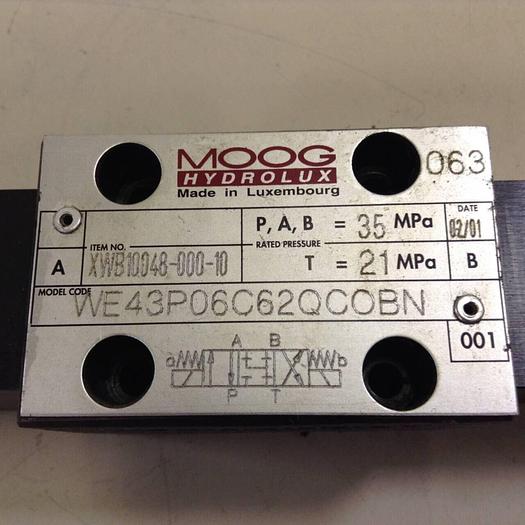 MOOG
HYDROLUX
Made in Luxembourg
063
P, A, B = 35 MPa
DATE
02/01
ITEM NO.
RATED PRESSURE
A
XWB10048-000-10
T = 21 MPa
B
MODEL CODE
WE43P06C62QCOBN
001
A B
a b
P T